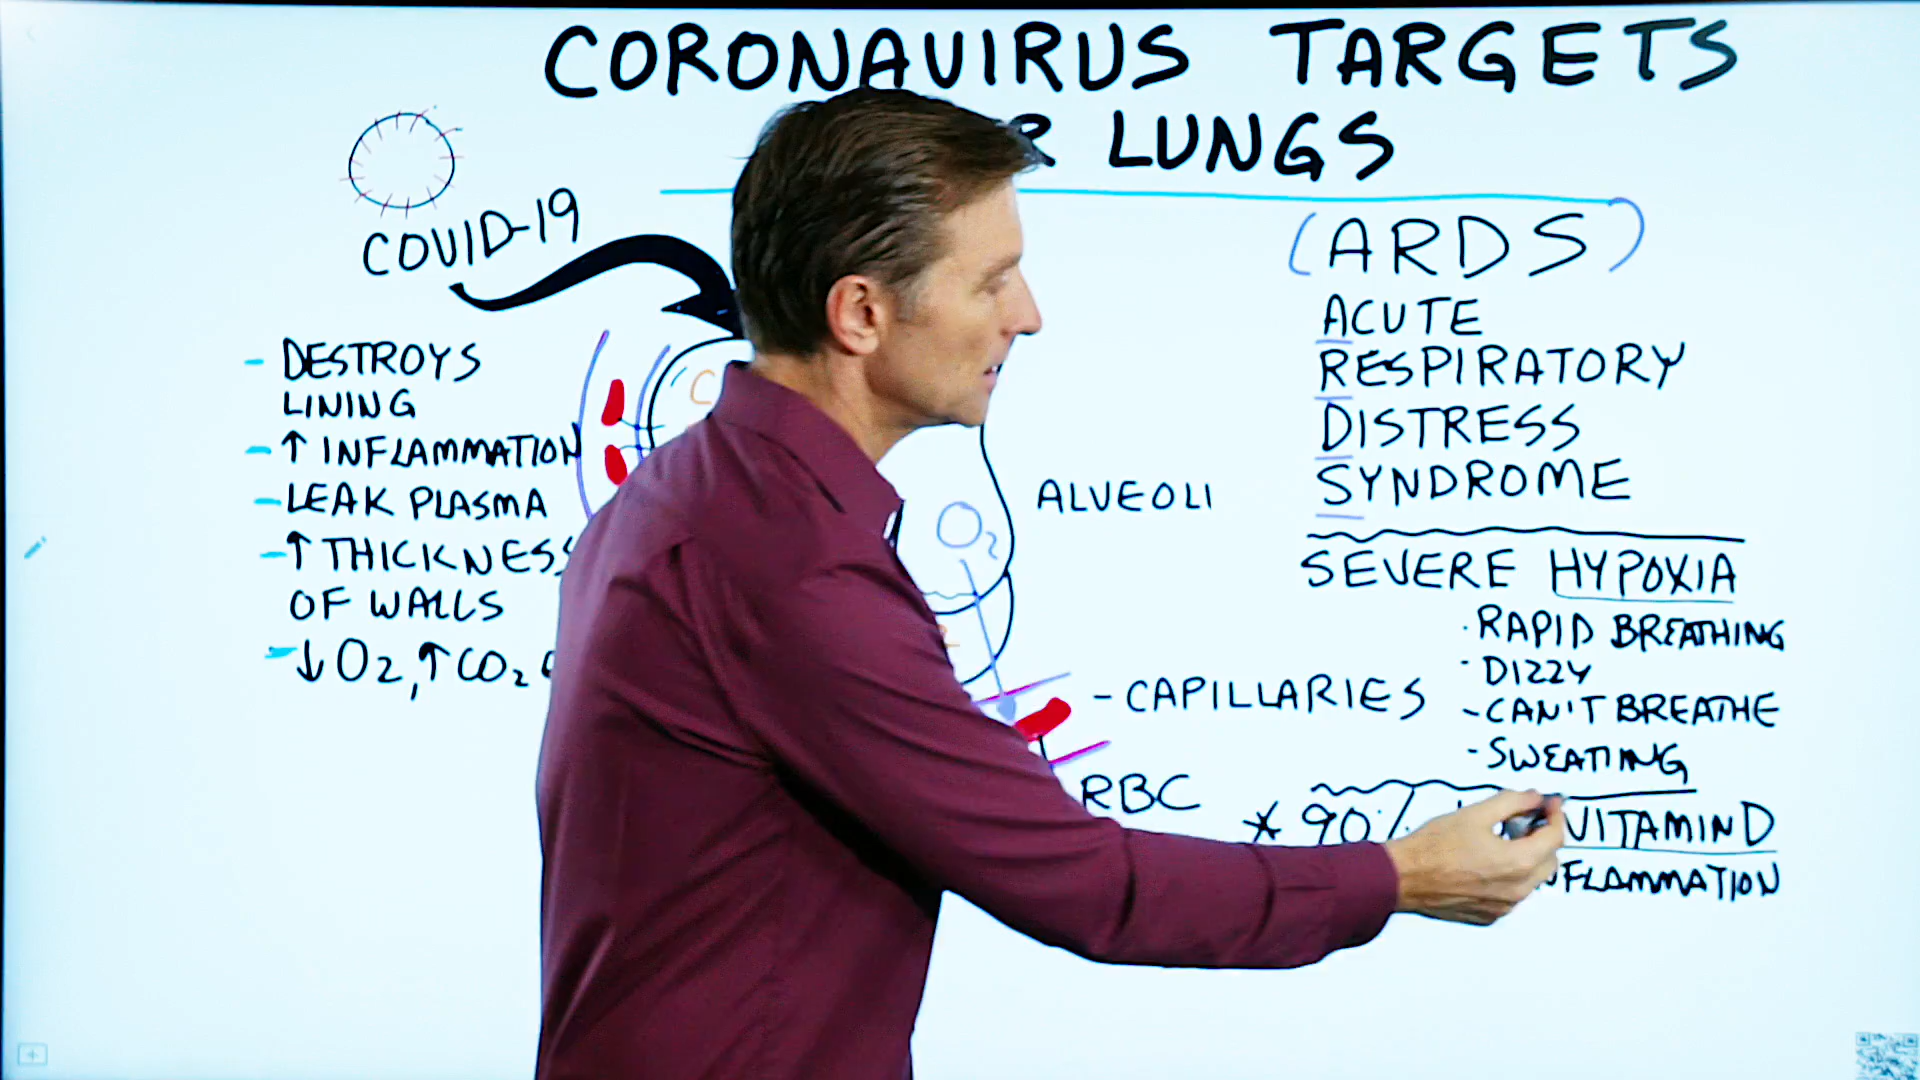 CORONAVIRUS TARGETS
LUNGS
COVID-19
- DESTROYS
LINING
- ↑ INFLAMMATION
- LEAK PLASMA
- ↑ THICKNESS
OF WALLS
- ↓ O2, ↑ CO2
O2
ALVEOLI
- CAPILLARIES
RBC
(ARDS)
ACUTE
RESPIRATORY
DISTRESS
SYNDROME
SEVERE HYPOXIA
· RAPID BREATHING
· DIZZY
- CAN'T BREATHE
- SWEATING
* 90% VITAMIN D
INFLAMMATION